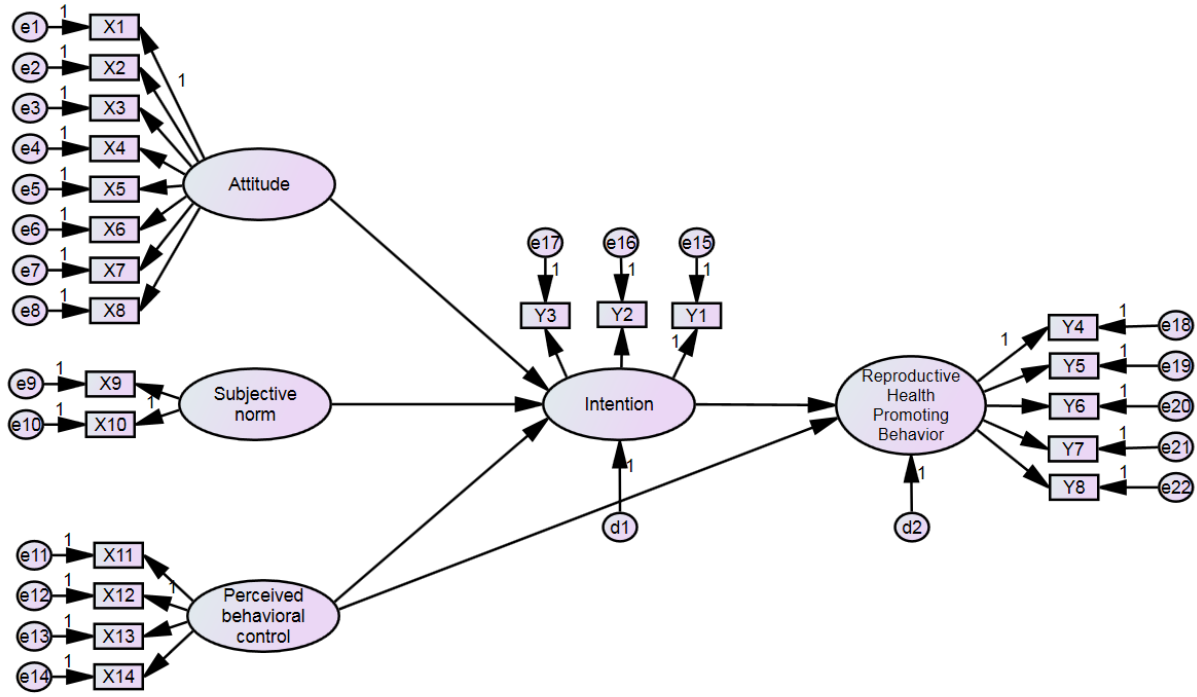 e1 1 X1
e2 1 X2
1
e3 1 X3
e4 1 X4
e5 1 X5
e6 1 X6
e7 1 X7
e8 1 X8
Attitude
e9 1 X9
e10 1 X10
1
Subjective
norm
e11 1 X11
e12 1 X12
1
e13 1 X13
e14 1 X14
Perceived
behavioral
control
e17 e16 e15
1 1 1
Y3 Y2 Y1
1
Intention
1
d1
Reproductive
Health
Promoting
Behavior
1
d2
1
Y4 1 e18
Y5 1 e19
Y6 1 e20
Y7 1 e21
Y8 1 e22